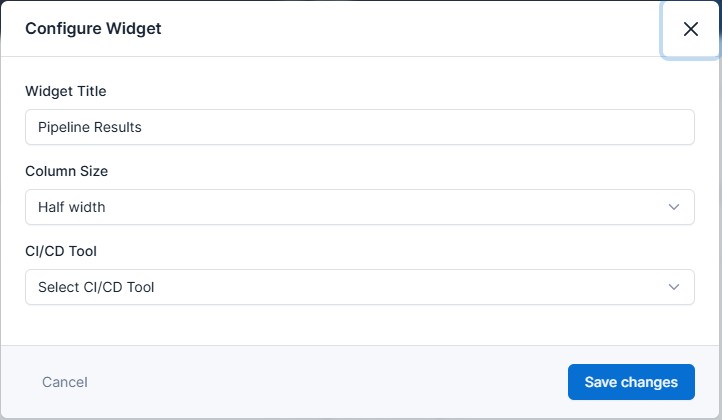 Configure Widget
Widget Title
Pipeline Results
Column Size
Half width
CI/CD Tool
Select CI/CD Tool
Cancel
Save changes